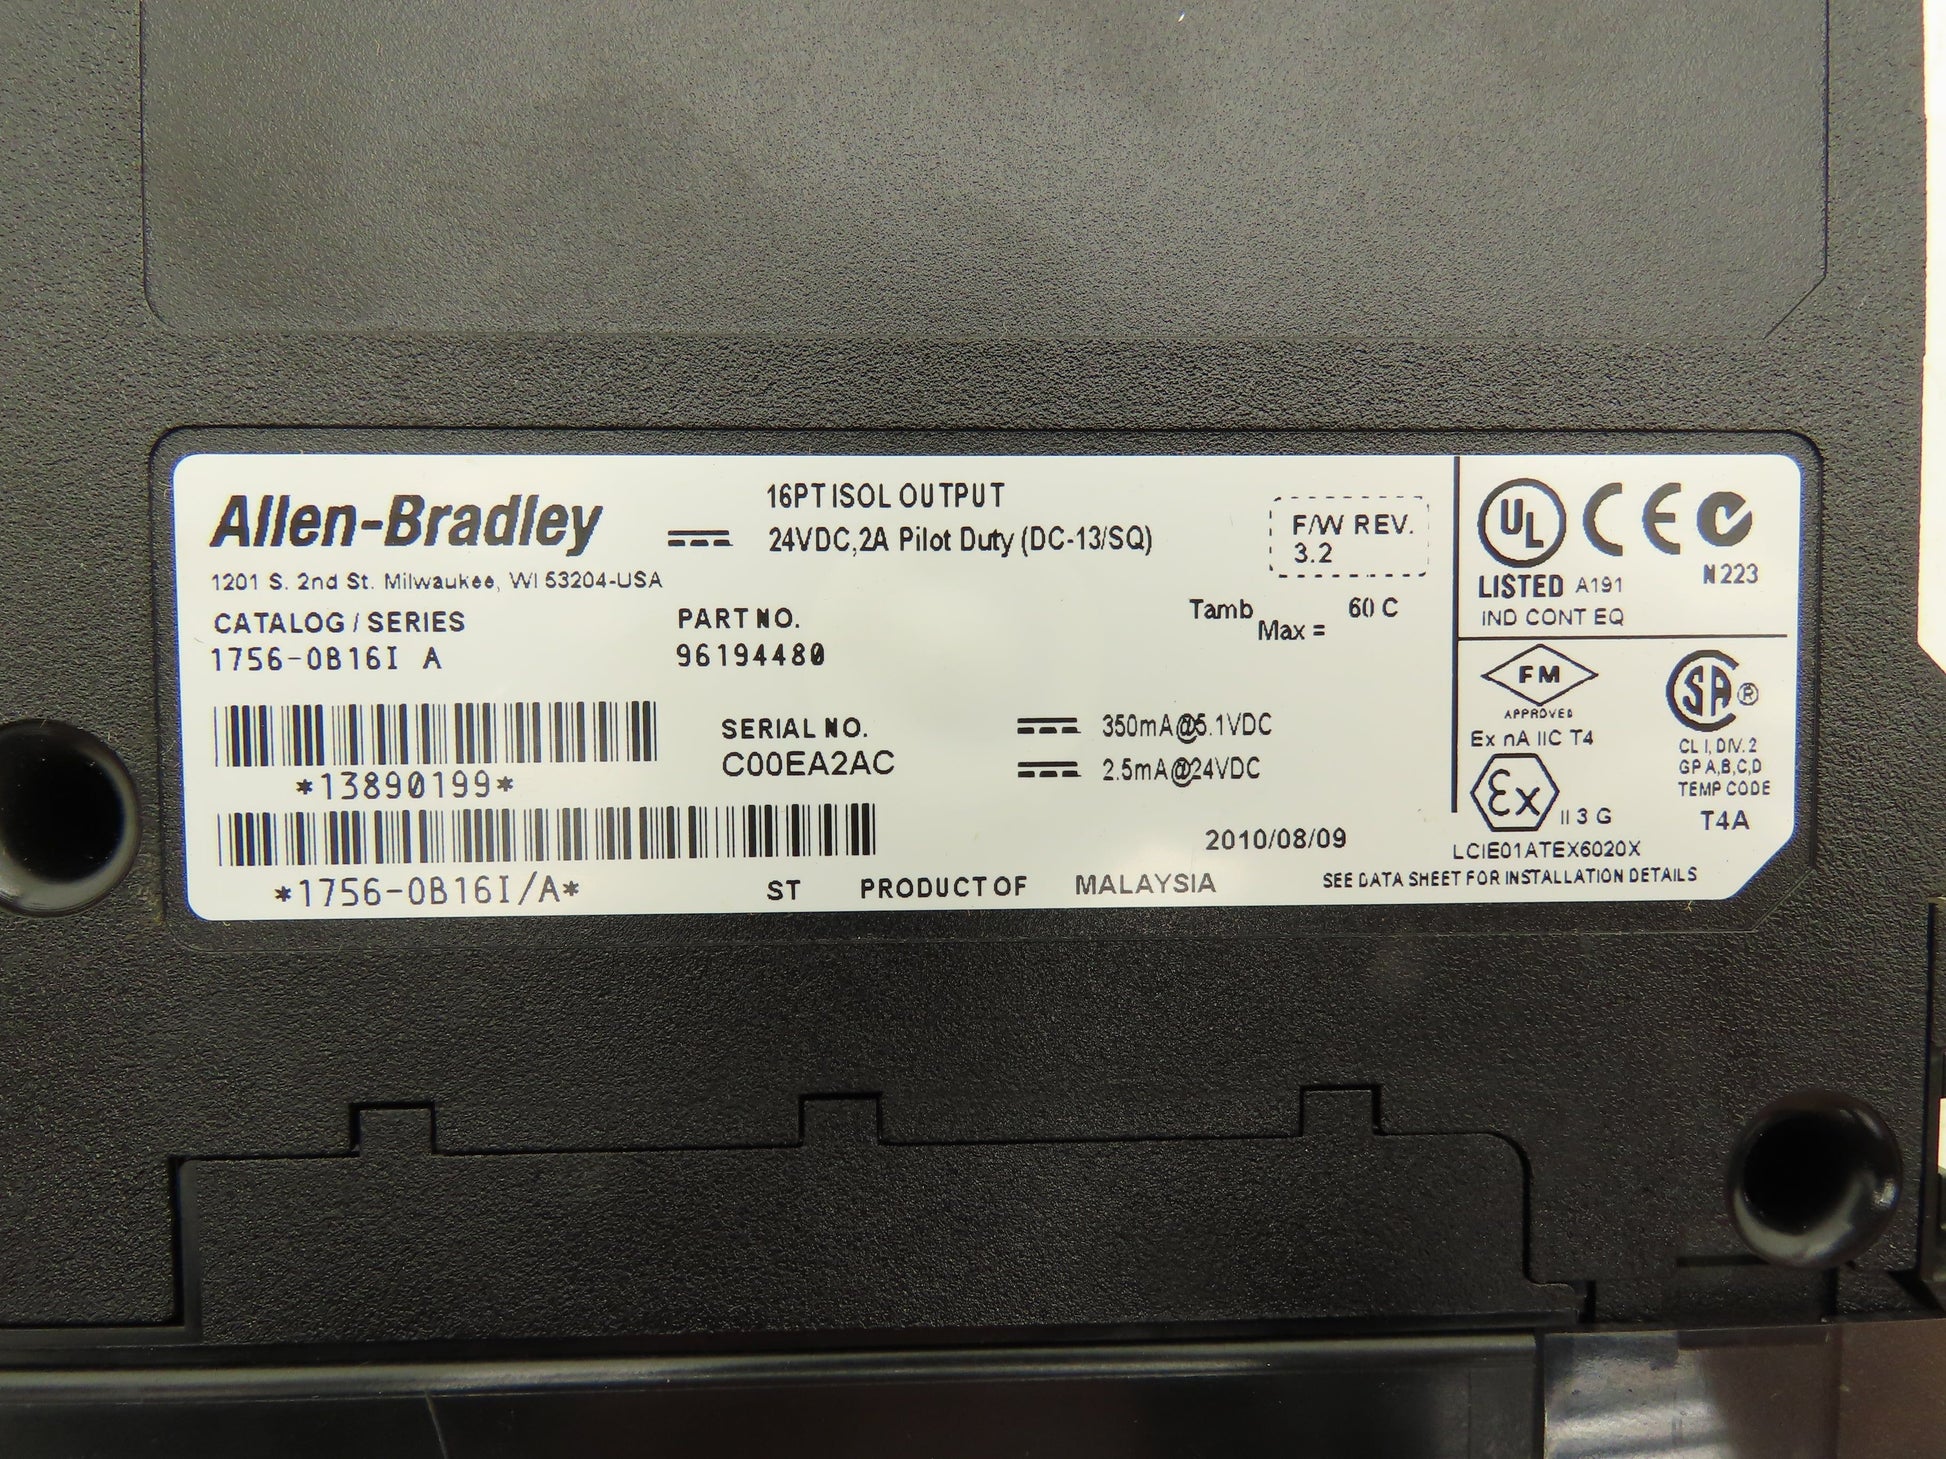 Allen-Bradley
1201 S. 2nd St. Milwaukee, WI 53204-USA
16PT ISOL OUTPUT
24VDC, 2A Pilot Duty (DC-13/SQ)
F/W REV.
3.2
CATALOG / SERIES
1756-OB16I A
PART NO.
96194480
Tamb Max = 60 C
*13890199*
SERIAL NO.
C00EA2AC
350mA@5.1VDC
2.5mA@24VDC
2010/08/09
*1756-OB16I/A*
ST PRODUCT OF MALAYSIA
UL
LISTED A191
IND CONT EQ
CE
N223
FM
APPROVED
Ex nA IIC T4
Ex II 3 G
LCIE01ATEX6020X
SA ®
CL I, DIV. 2
GP A,B,C,D
TEMP CODE
T4A
SEE DATA SHEET FOR INSTALLATION DETAILS